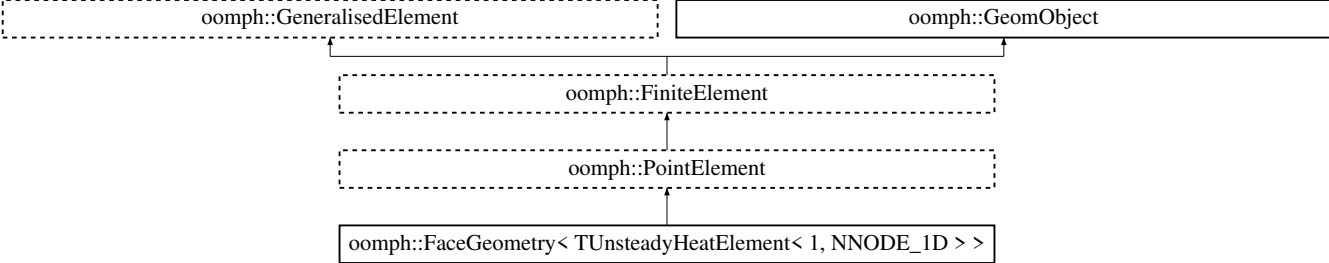 oomph::GeneralisedElement
oomph::GeomObject
oomph::FiniteElement
oomph::PointElement
oomph::FaceGeometry< TUnsteadyHeatElement< 1, NNODE_1D > >